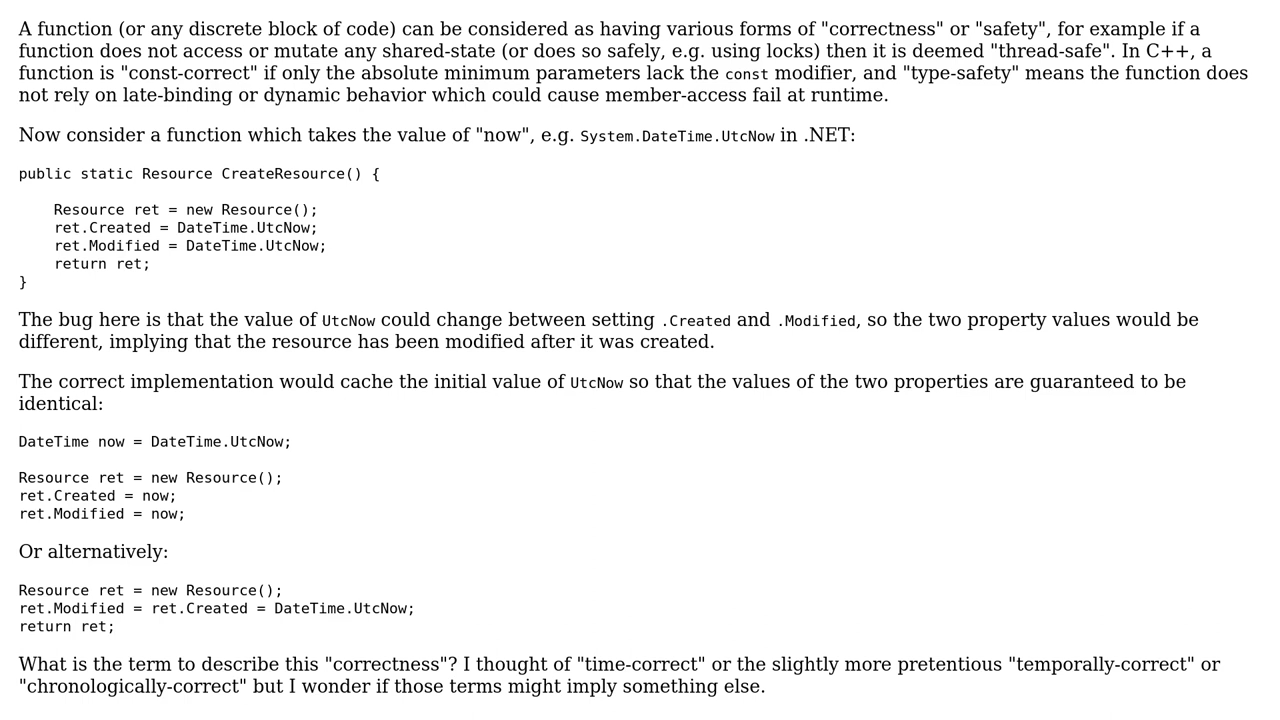 A function (or any discrete block of code) can be considered as having various forms of "correctness" or "safety", for example if a
function does not access or mutate any shared-state (or does so safely, e.g. using locks) then it is deemed "thread-safe". In C++, a
function is "const-correct" if only the absolute minimum parameters lack the const modifier, and "type-safety" means the function does
not rely on late-binding or dynamic behavior which could cause member-access fail at runtime.
Now consider a function which takes the value of "now", e.g. System.DateTime.UtcNow in .NET:
public static Resource CreateResource() {
    Resource ret = new Resource();
    ret.Created = DateTime.UtcNow;
    ret.Modified = DateTime.UtcNow;
    return ret;
}
The bug here is that the value of UtcNow could change between setting .Created and .Modified, so the two property values would be
different, implying that the resource has been modified after it was created.
The correct implementation would cache the initial value of UtcNow so that the values of the two properties are guaranteed to be
identical:
DateTime now = DateTime.UtcNow;
Resource ret = new Resource();
ret.Created = now;
ret.Modified = now;
Or alternatively:
Resource ret = new Resource();
ret.Modified = ret.Created = DateTime.UtcNow;
return ret;
What is the term to describe this "correctness"? I thought of "time-correct" or the slightly more pretentious "temporally-correct" or
"chronologically-correct" but I wonder if those terms might imply something else.